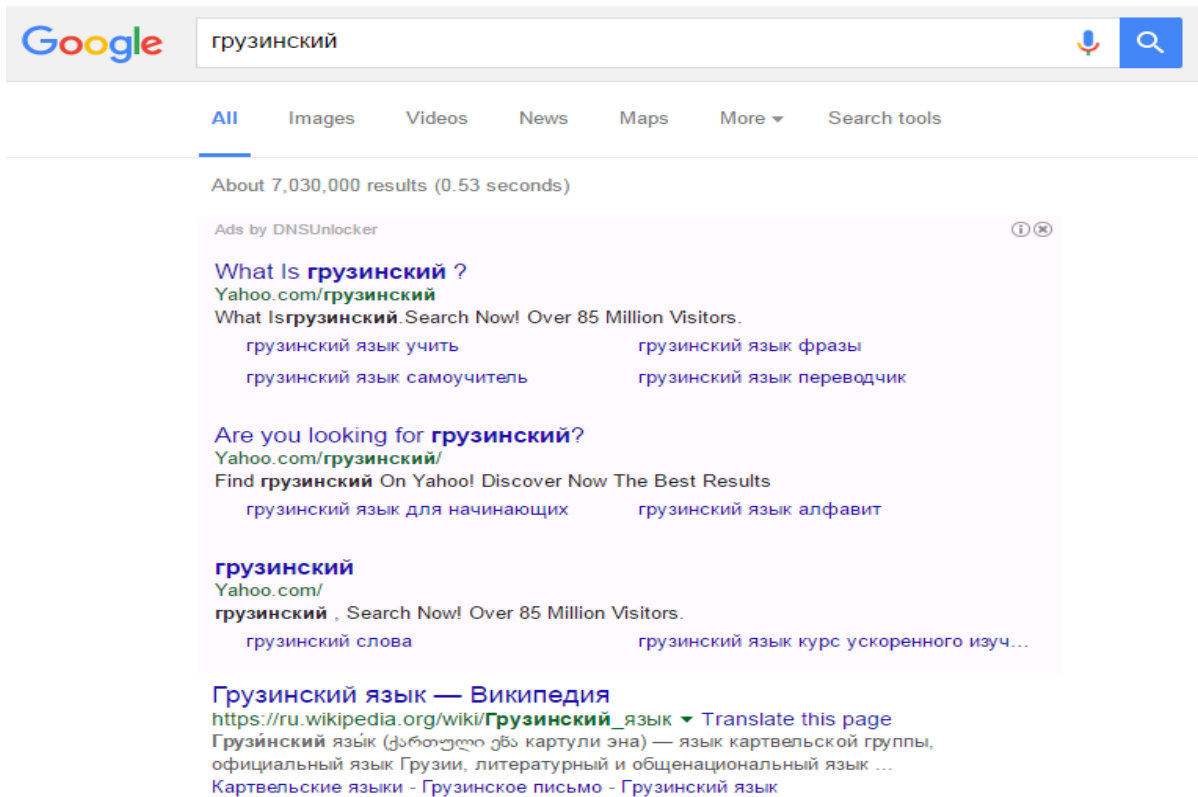 Google грузинский
All Images Videos News Maps More Search tools
About 7,030,000 results (0.53 seconds)
Ads by DNSUnlocker
What Is грузинский ?
Yahoo.com/грузинский
What Isгрузинский.Search Now! Over 85 Million Visitors.
грузинский язык учить грузинский язык фразы
грузинский язык самоучитель грузинский язык переводчик
Are you looking for грузинский?
Yahoo.com/грузинский/
Find грузинский On Yahoo! Discover Now The Best Results
грузинский язык для начинающих грузинский язык алфавит
грузинский
Yahoo.com/
грузинский , Search Now! Over 85 Million Visitors.
грузинский слова грузинский язык курс ускоренного изуч...
Грузинский язык — Википедия
https://ru.wikipedia.org/wiki/Грузинский_язык Translate this page
Грузи́нский язы́к (ქართული ენა картули эна) — язык картвельской группы,
официальный язык Грузии, литературный и общенациональный язык ...
Картвельские языки - Грузинское письмо - Грузинский язык